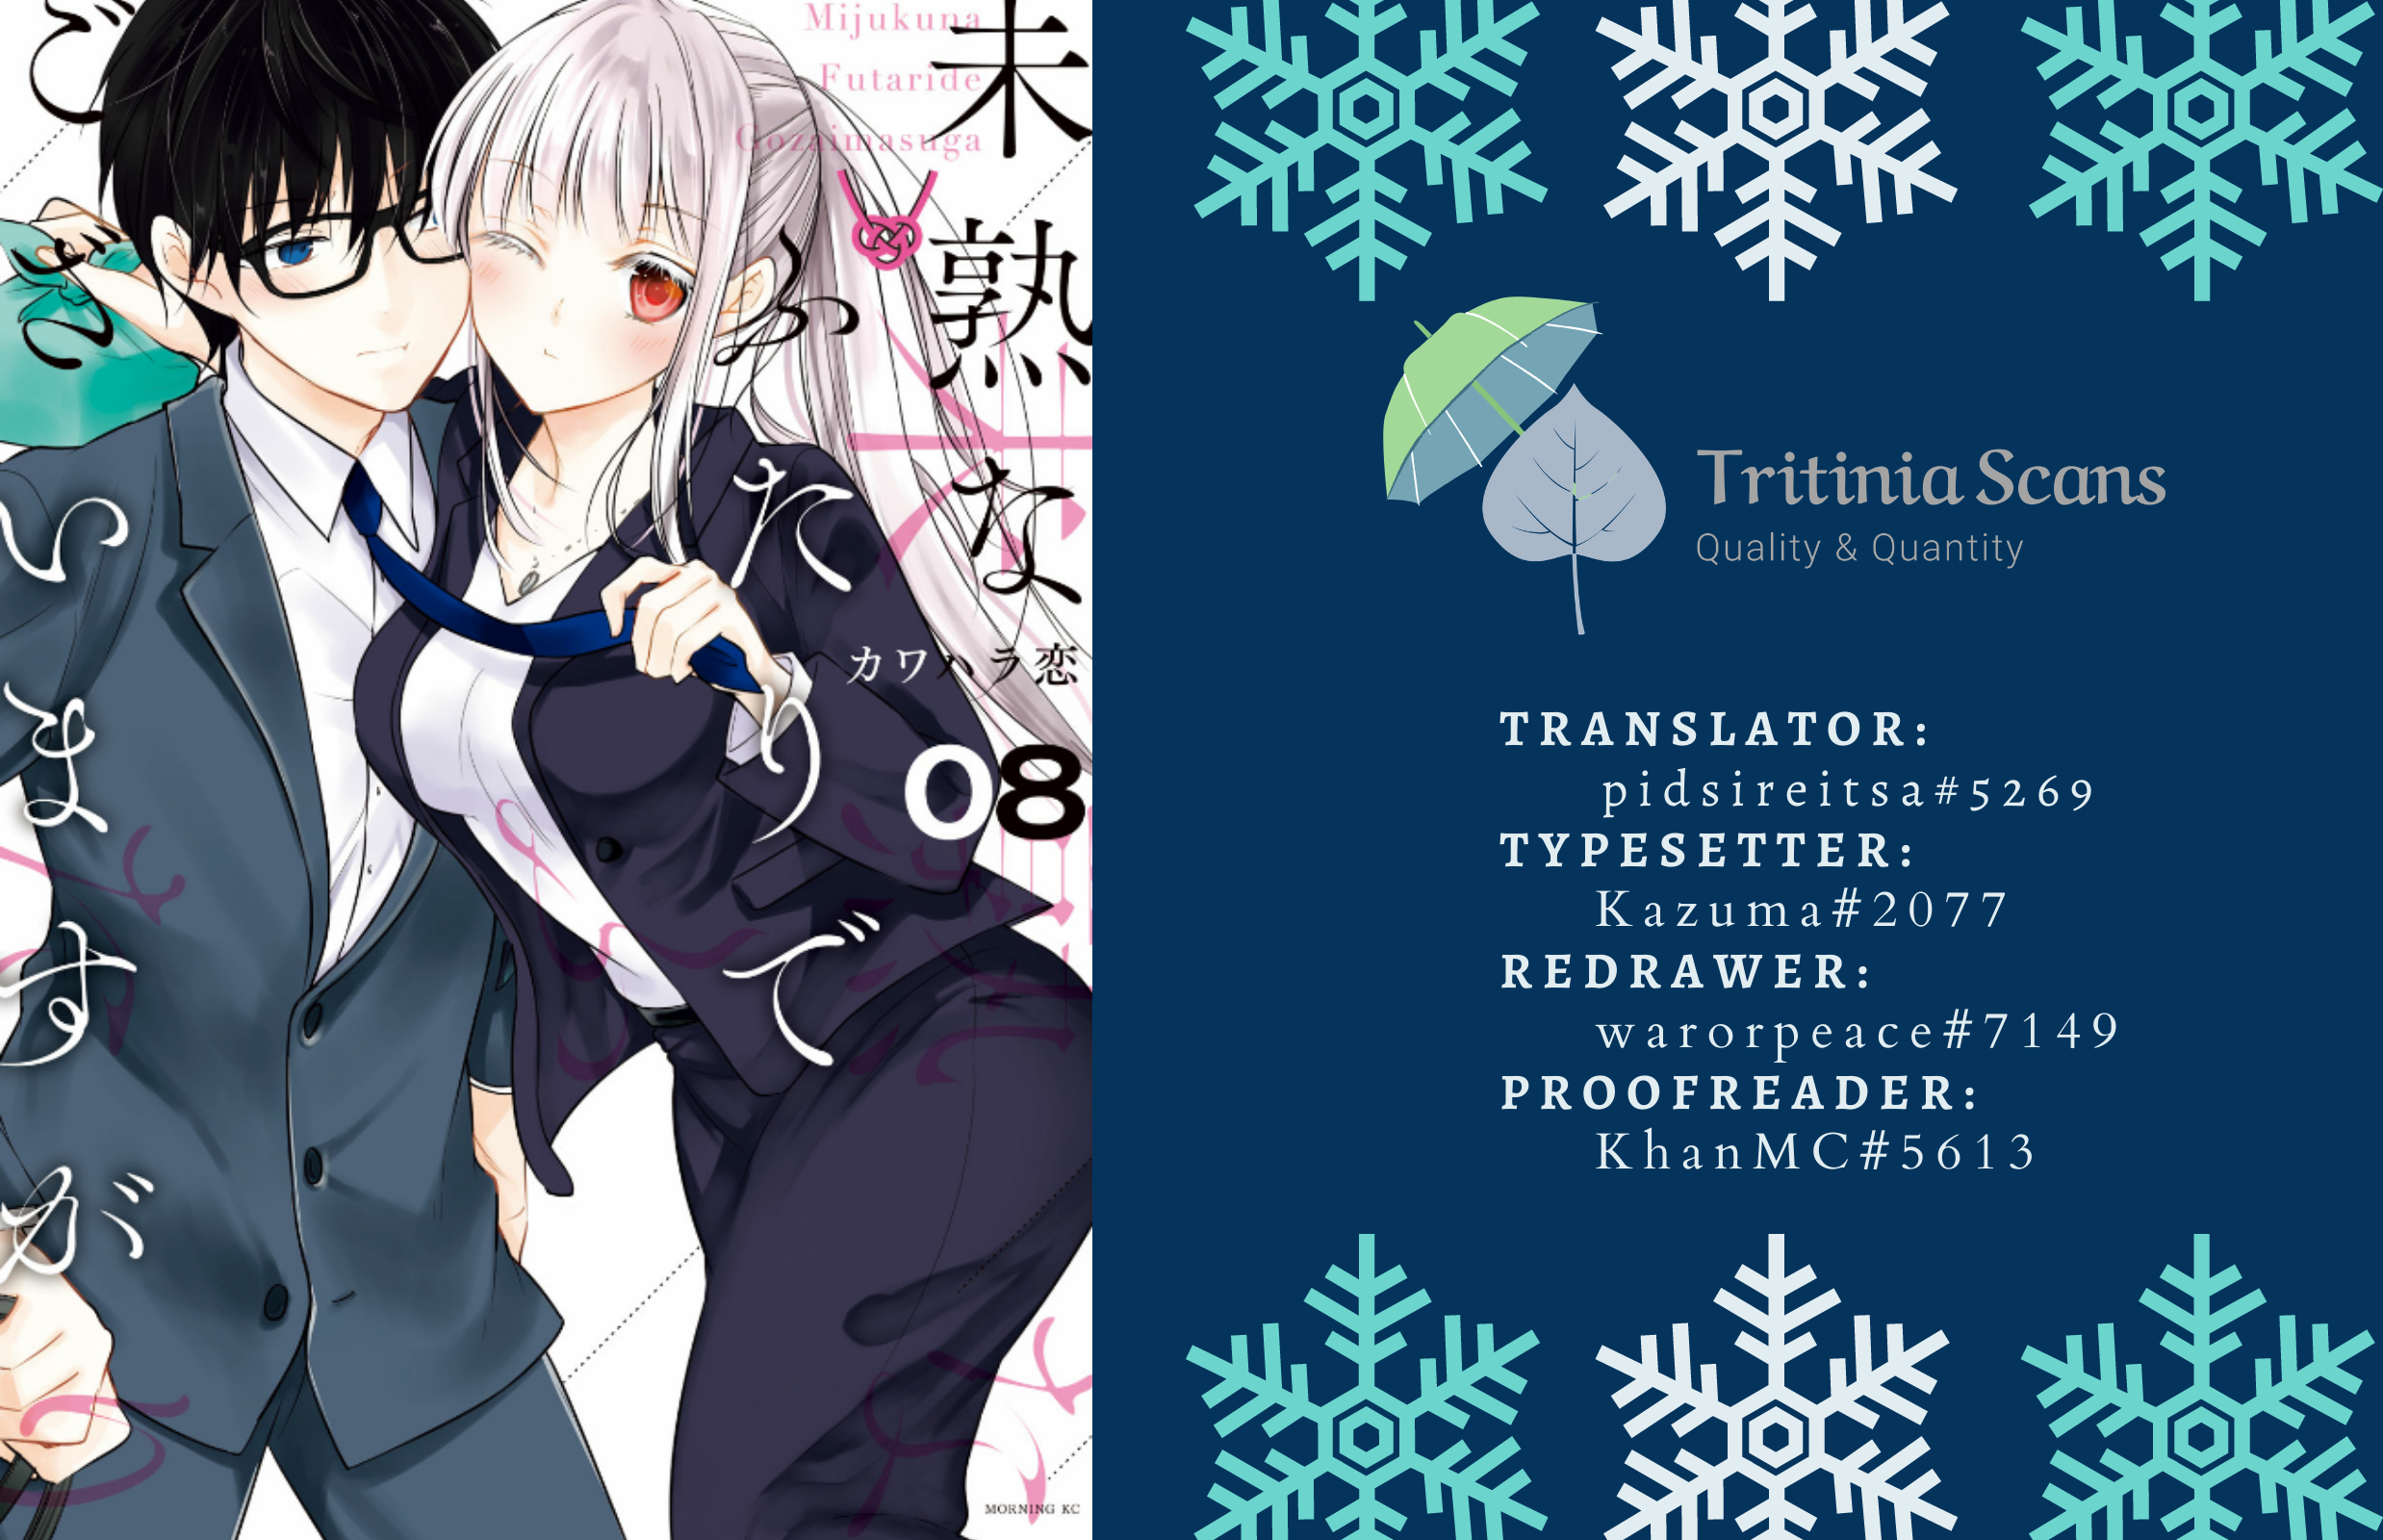 Mijukuna
Futaride
Gozaimasuga
未熟な
ふたりで
ございますが
カワハラ恋
08
MORNING KC
Tritinia Scans
Quality & Quantity
TRANSLATOR:
pidsireitsa#5269
TYPESETTER:
Kazuma#2077
REDRAWER:
warorpeace#7149
PROOFREADER:
KhanMC#5613